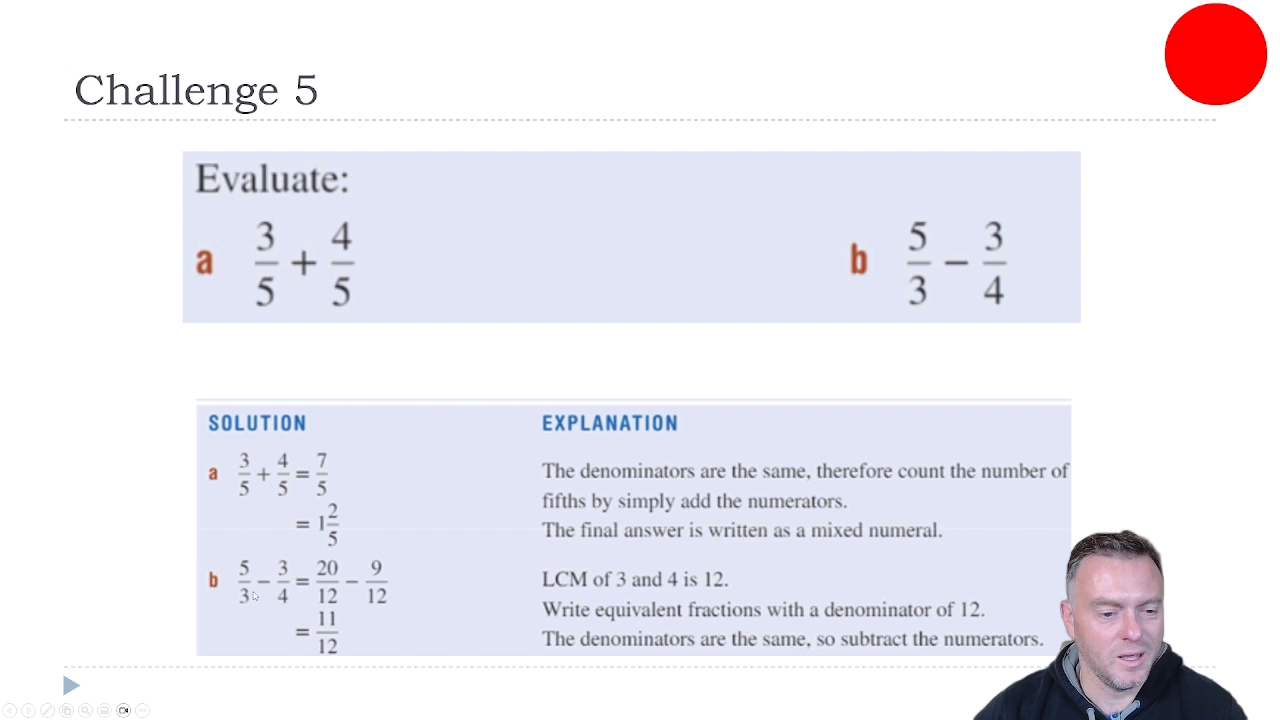 Challenge 5
Evaluate:
a 3/5 + 4/5 b 5/3 − 3/4
SOLUTION EXPLANATION
a 3/5 + 4/5 = 7/5 The denominators are the same, therefore count the number of
fifths by simply add the numerators.
= 1 2/5 The final answer is written as a mixed numeral.
b 5/3 − 3/4 = 20/12 − 9/12 LCM of 3 and 4 is 12.
Write equivalent fractions with a denominator of 12.
= 11/12 The denominators are the same, so subtract the numerators.